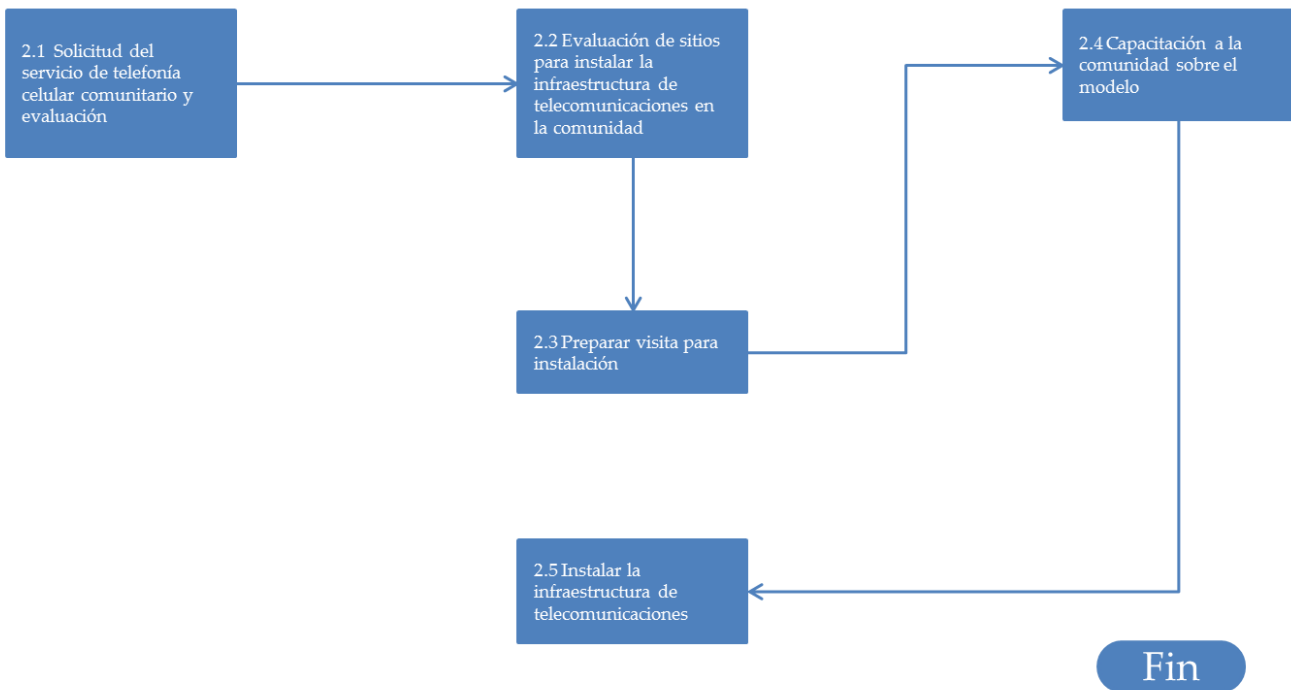 2.1 Solicitud del
servicio de telefonía
celular comunitario y
evaluación
2.2 Evaluación de sitios
para instalar la
infraestructura de
telecomunicaciones en
la comunidad
2.3 Preparar visita para
instalación
2.4 Capacitación a la
comunidad sobre el
modelo
2.5 Instalar la
infraestructura de
telecomunicaciones
Fin